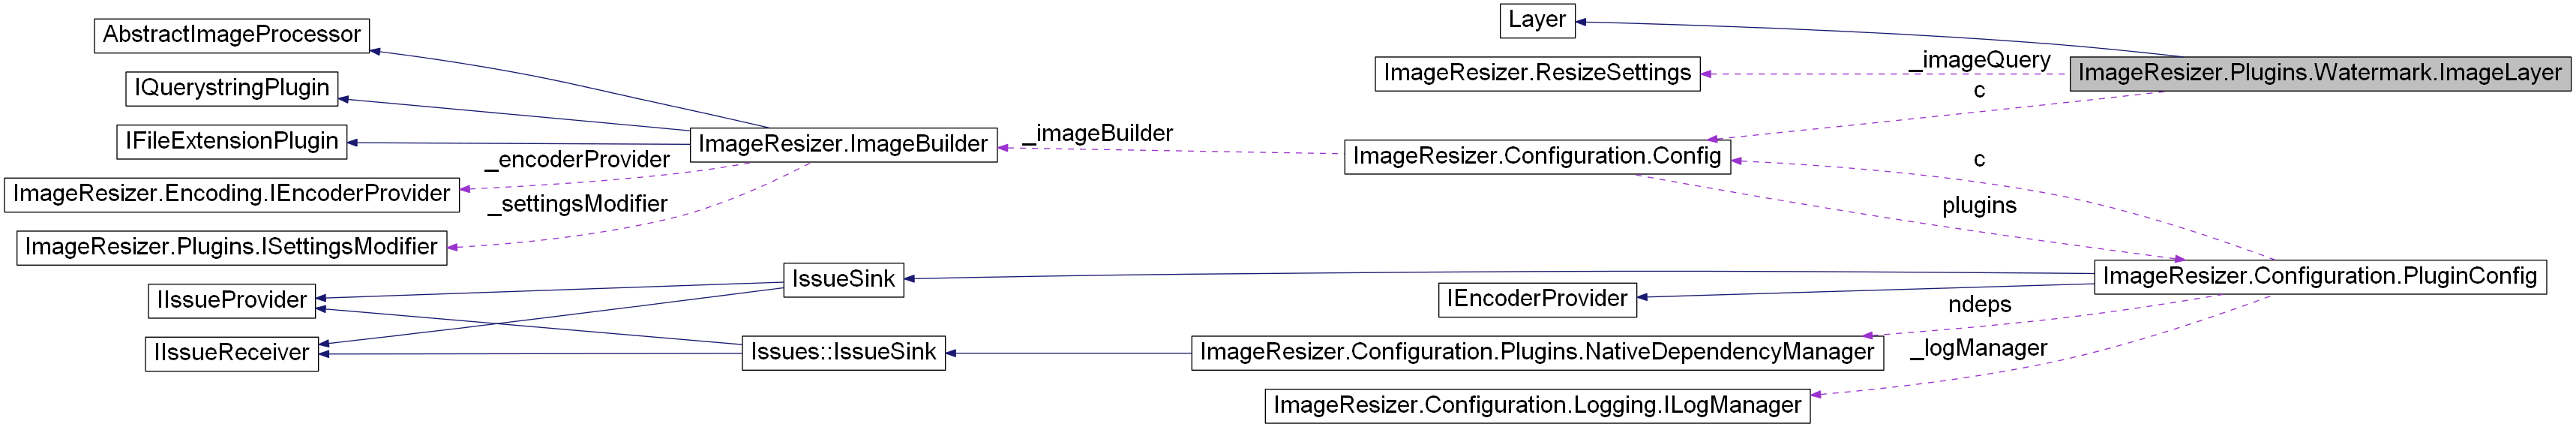 Layer
AbstractImageProcessor
_imageQuery
ImageResizer.ResizeSettings
ImageResizer.Plugins.Watermark.ImageLayer
IQuerystringPlugin
c
IFileExtensionPlugin
_imageBuilder
ImageResizer.ImageBuilder
ImageResizer.Configuration.Config
_encoderProvider
c
ImageResizer.Encoding.IEncoderProvider
_settingsModifier
plugins
ImageResizer.Plugins.ISettingsModifier
IssueSink
ImageResizer.Configuration.PluginConfig
IIssueProvider
IEncoderProvider
ndeps
IIssueReceiver
Issues::IssueSink
ImageResizer.Configuration.Plugins.NativeDependencyManager
_logManager
ImageResizer.Configuration.Logging.ILogManager